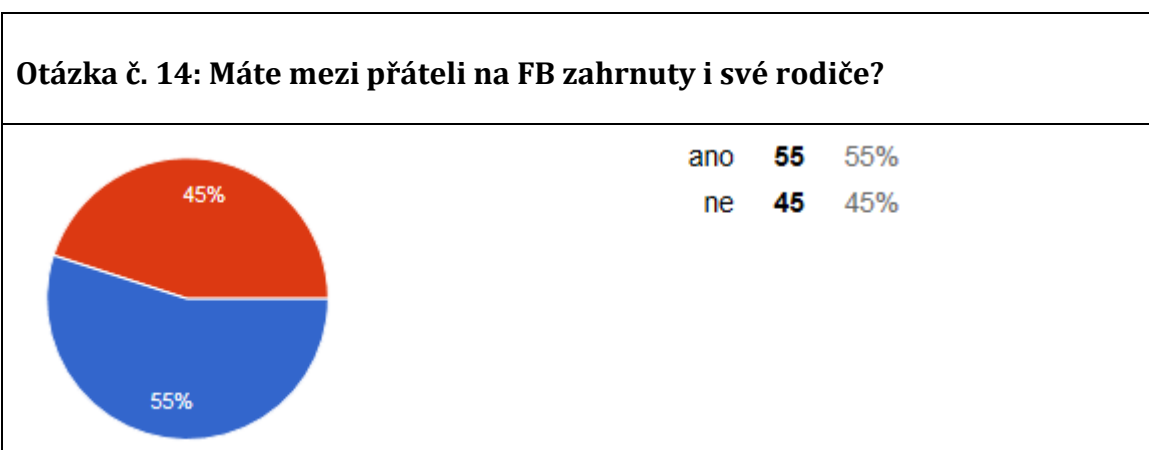 Otázka č. 14: Máte mezi přáteli na FB zahrnuty i své rodiče?
45%
55%
ano 55 55%
ne 45 45%